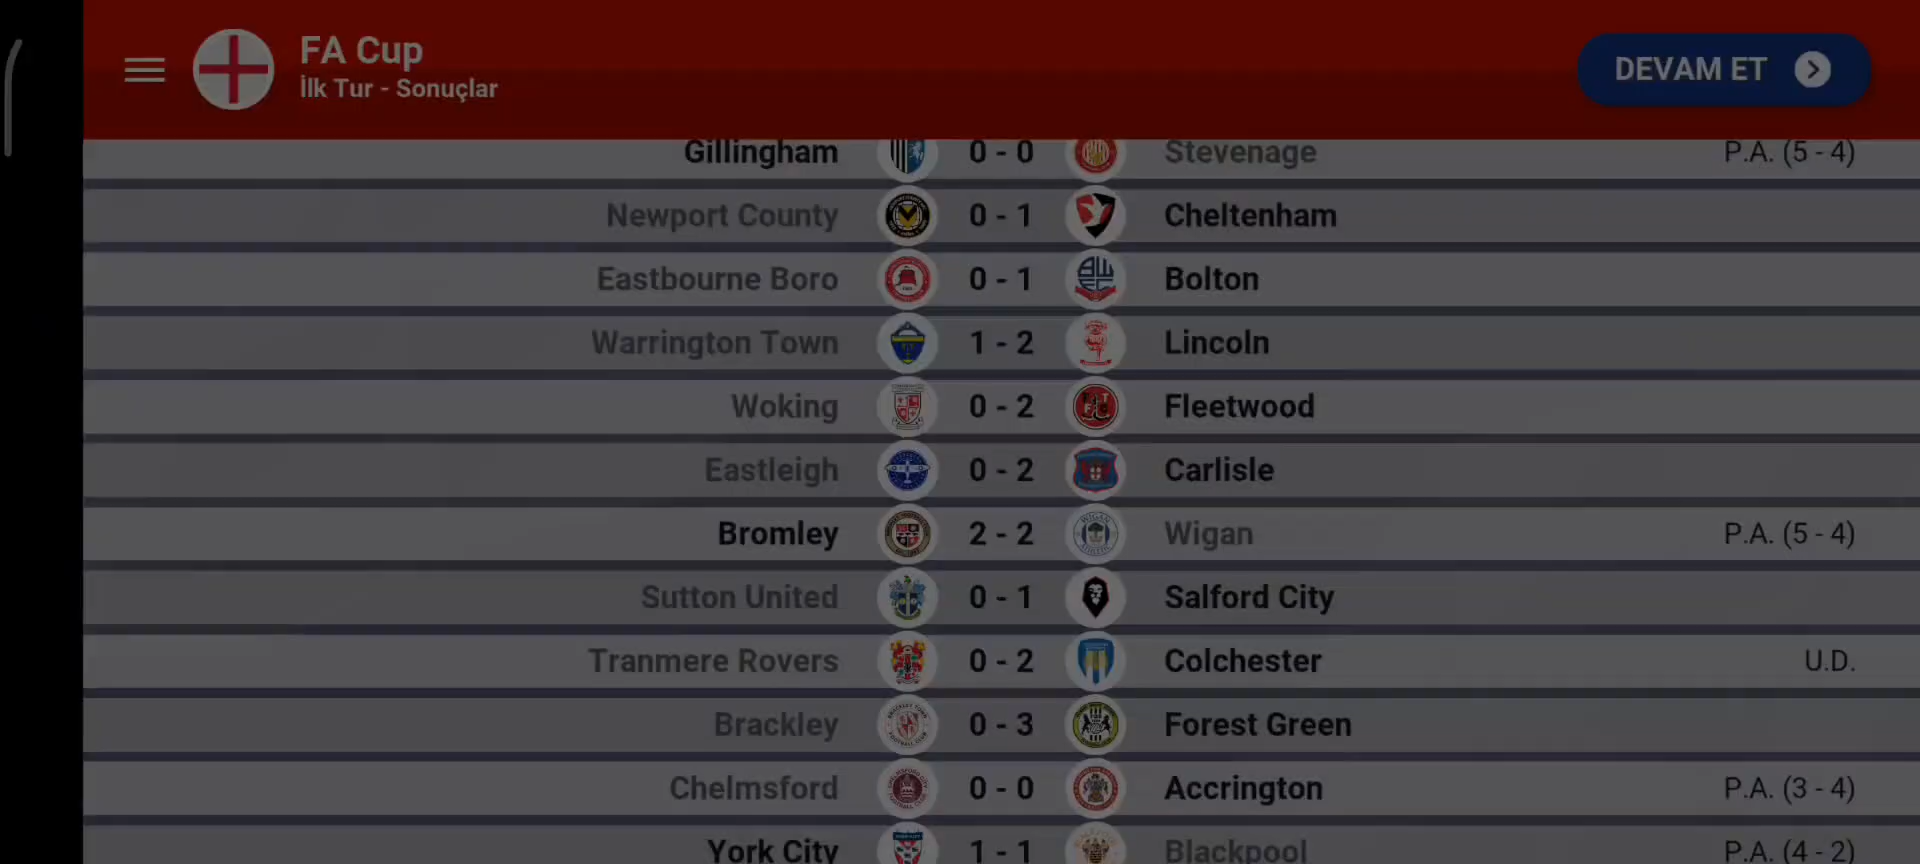 FA Cup
İlk Tur - Sonuçlar
DEVAM ET
Gillingham 0 - 0 Stevenage P.A. (5 - 4)
Newport County 0 - 1 Cheltenham
Eastbourne Boro 0 - 1 Bolton
Warrington Town 1 - 2 Lincoln
Woking 0 - 2 Fleetwood
Eastleigh 0 - 2 Carlisle
Bromley 2 - 2 Wigan P.A. (5 - 4)
Sutton United 0 - 1 Salford City
Tranmere Rovers 0 - 2 Colchester U.D.
Brackley 0 - 3 Forest Green
Chelmsford 0 - 0 Accrington P.A. (3 - 4)
York City 1 - 1 Blackpool P.A. (4 - 2)